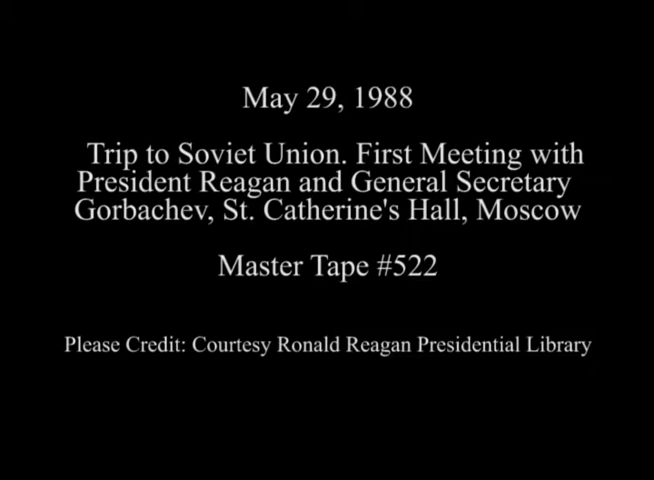 May 29, 1988
Trip to Soviet Union. First Meeting with
President Reagan and General Secretary
Gorbachev, St. Catherine's Hall, Moscow
Master Tape #522
Please Credit: Courtesy Ronald Reagan Presidential Library